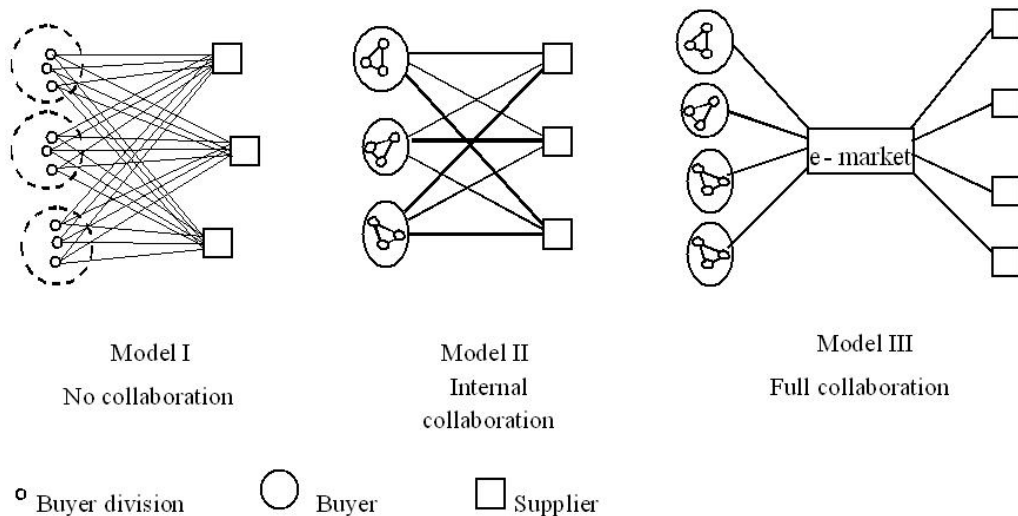 e - market
Model I
No collaboration
Model II
Internal
collaboration
Model III
Full collaboration
Buyer division
Buyer
Supplier